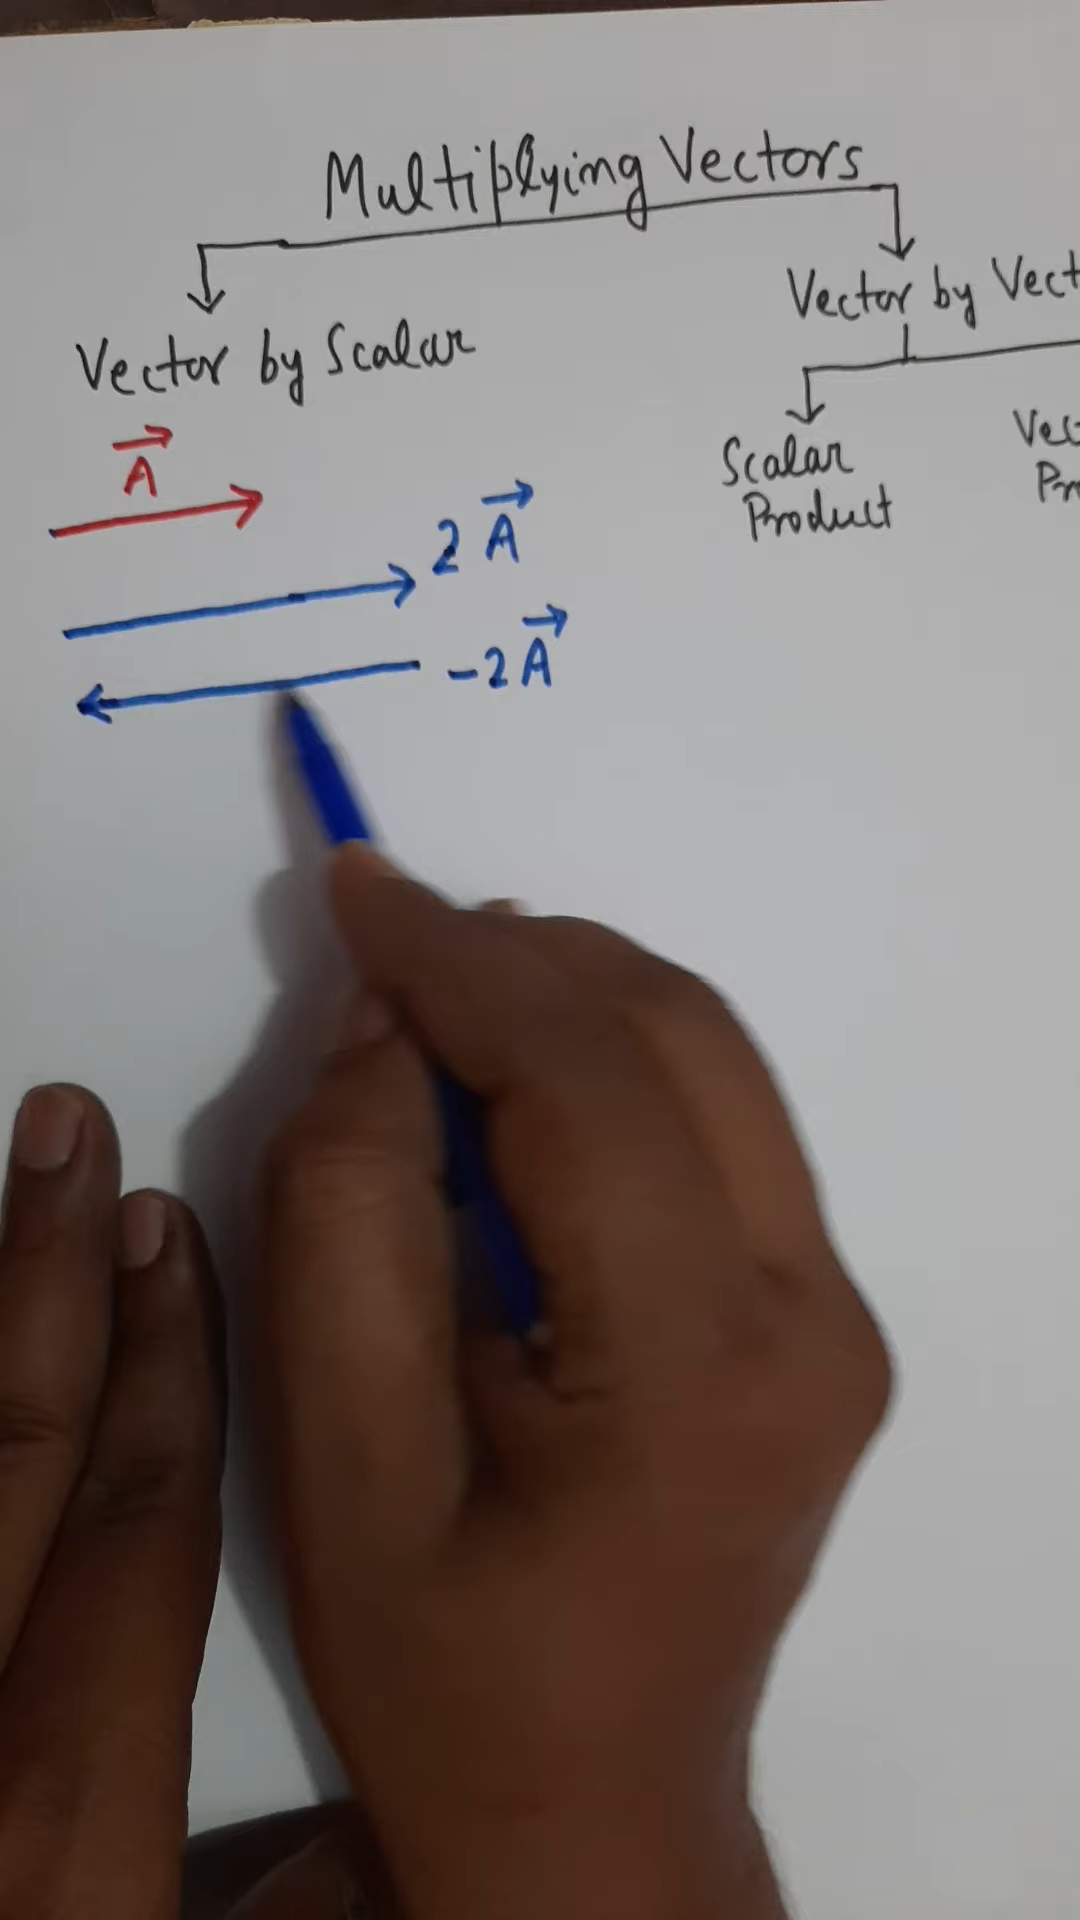 Multiplying Vectors
Vector by Scalar
Vector by Vect
A
Scalar
Product
2 A
-2 A